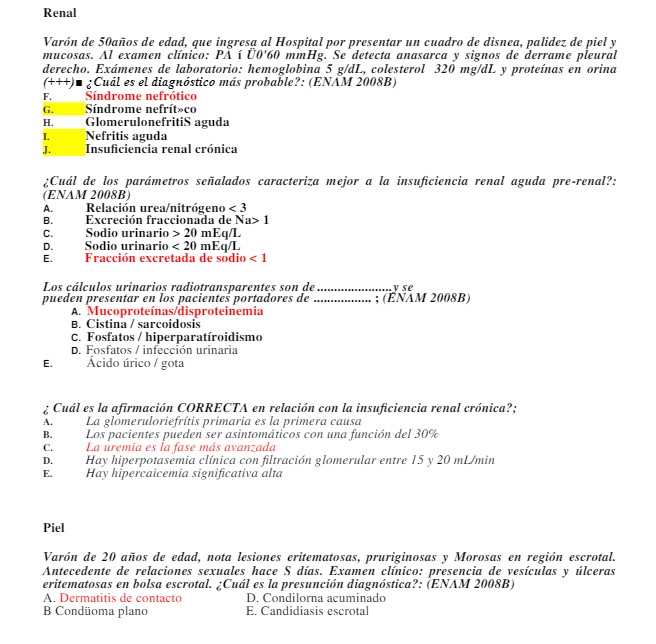 Renal
Varón de 50años de edad, que ingresa al Hospital por presentar un cuadro de disnea, palidez de piel y
mucosas. Al examen clínico: PA í Ü0'60 mmHg. Se detecta anasarca y signos de derrame pleural
derecho. Exámenes de laboratorio: hemoglobina 5 g/dL, colesterol 320 mg/dL y proteínas en orina
(+++)■ ¿Cuál es el diagnóstico más probable?: (ENAM 2008B)
F. Síndrome nefrótico
G. Síndrome nefrít»co
H. GlomerulonefritiS aguda
I. Nefritis aguda
J. Insuficiencia renal crónica
¿Cuál de los parámetros señalados caracteriza mejor a la insuficiencia renal aguda pre-renal?:
(ENAM 2008B)
A. Relación urea/nitrógeno < 3
B. Excreción fraccionada de Na> 1
C. Sodio urinario > 20 mEq/L
D. Sodio urinario < 20 mEq/L
E. Fracción excretada de sodio < 1
Los cálculos urinarios radiotransparentes son de ......................y se
pueden presentar en los pacientes portadores de ................. ; (ENAM 2008B)
A. Mucoproteínas/disproteinemia
B. Cistina / sarcoidosis
C. Fosfatos / hiperparatíroidismo
D. Fosfatos / infección urinaria
E. Ácido úrico / gota
¿ Cuál es la afirmación CORRECTA en relación con la insuficiencia renal crónica?;
A. La glomeruloriefrítis primaria es la primera causa
B. Los pacientes pueden ser asintomáticos con una función del 30%
C. La uremia es la fase más avanzada
D. Hay hiperpotasemia clínica con filtración glomerular entre 15 y 20 mL/min
E. Hay hipercaicemia significativa alta
Piel
Varón de 20 años de edad, nota lesiones eritematosas, pruriginosas y Morosas en región escrotal.
Antecedente de relaciones sexuales hace S días. Examen clínico: presencia de vesículas y úlceras
eritematosas en bolsa escrotal. ¿Cuál es la presunción diagnóstica?: (ENAM 2008B)
A. Dermatitis de contacto D. Condilorna acuminado
B Condüoma plano E. Candidiasis escrotal